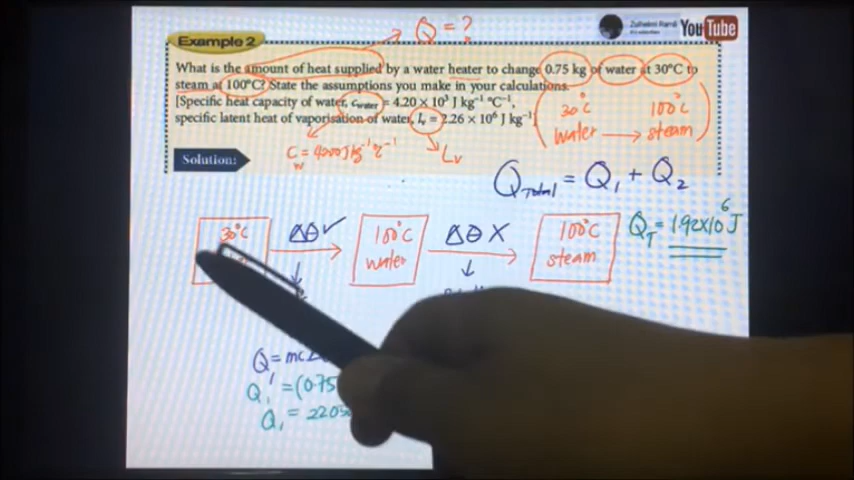 Q = ?
Example 2
Zulhelmi Ramli
YouTube
What is the amount of heat supplied by a water heater to change 0.75 kg of water at 30°C to
steam at 100°C? State the assumptions you make in your calculations.
[Specific heat capacity of water, c water = 4.20 × 10³ J kg⁻¹ °C⁻¹,
specific latent heat of vaporisation of water, lᵥ = 2.26 × 10⁶ J kg⁻¹]
30°C 100°C
water → steam
C w = 4200 J kg⁻¹ °C⁻¹
Lv
Solution:
Q Total = Q₁ + Q₂
30°C
Δθ ✓
100°C
water
Δθ X
100°C
steam
Q T = 1.92×10⁶ J
Q = mc
Q₁ = (0.75
Q₁ = 2205